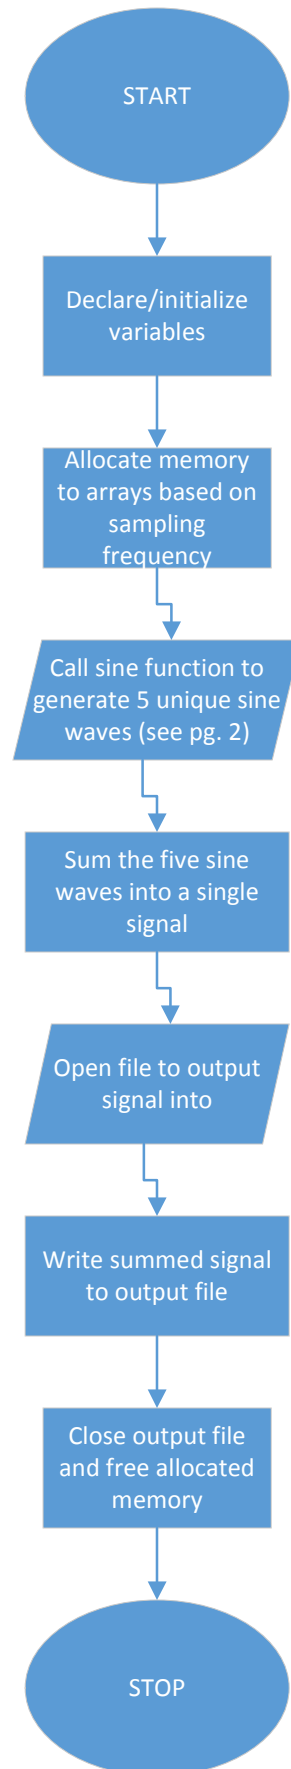 START
Declare/initialize
variables
Allocate memory
to arrays based on
sampling
frequency
Call sine function to
generate 5 unique sine
waves (see pg. 2)
Sum the five sine
waves into a single
signal
Open file to output
signal into
Write summed signal
to output file
Close output file
and free allocated
memory
STOP